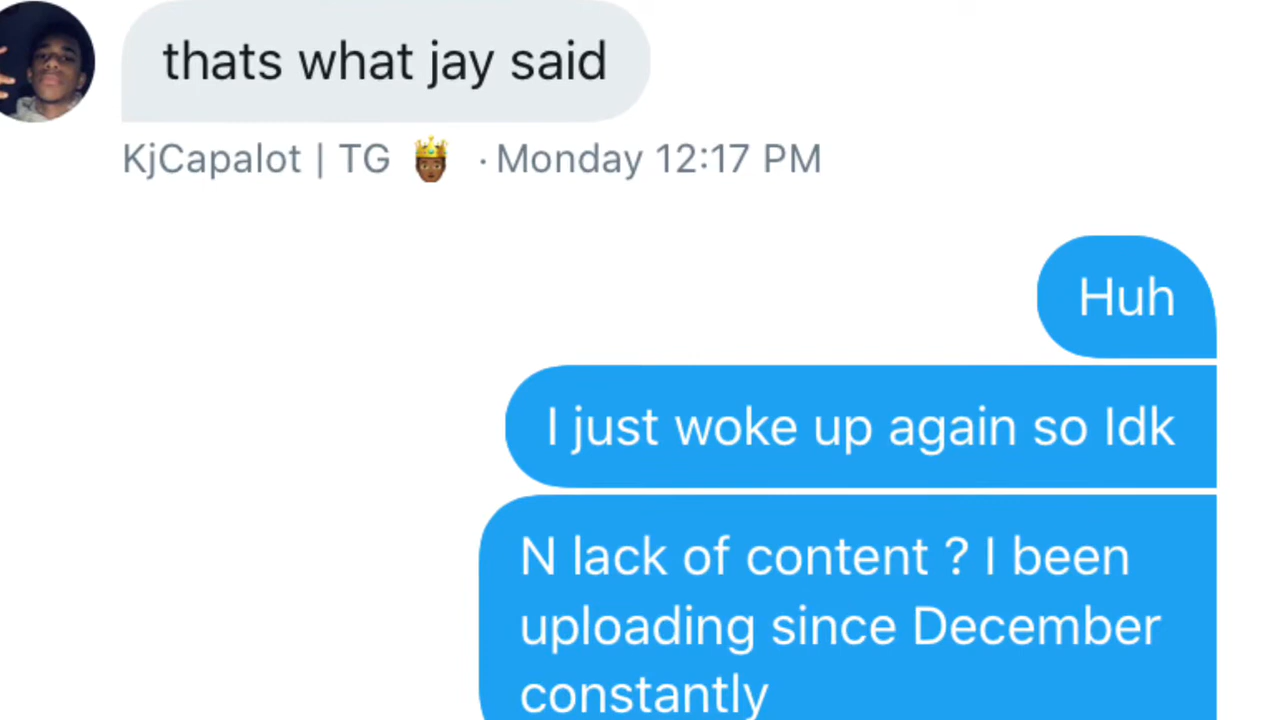 thats what jay said
KjCapalot | TG 🤴🏾 · Monday 12:17 PM
Huh
I just woke up again so Idk
N lack of content ? I been
uploading since December
constantly